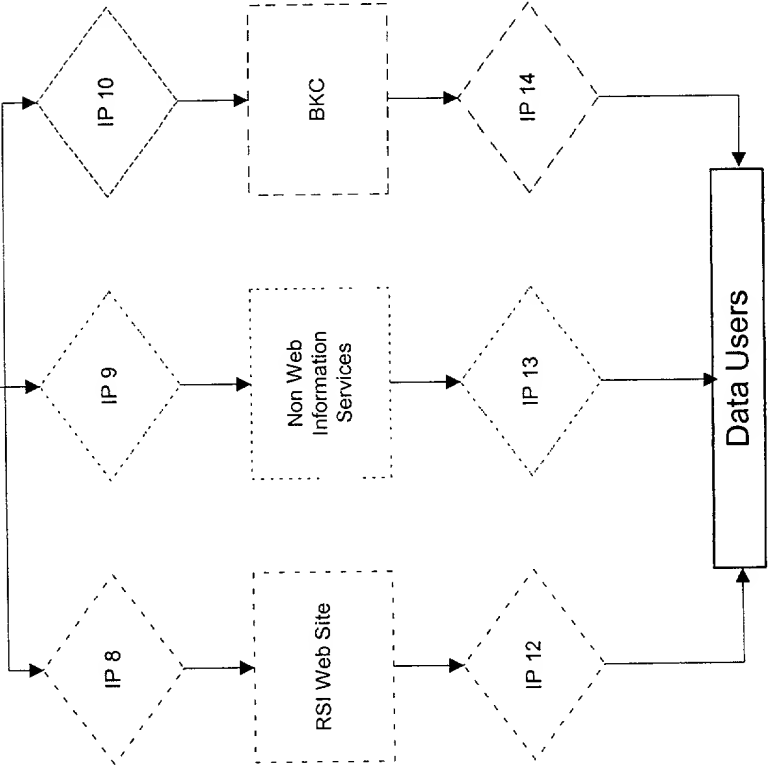 IP 10
BKC
IP 14
IP 9
Non Web
Information
Services
IP 13
IP 8
RSI Web Site
IP 12
Data Users